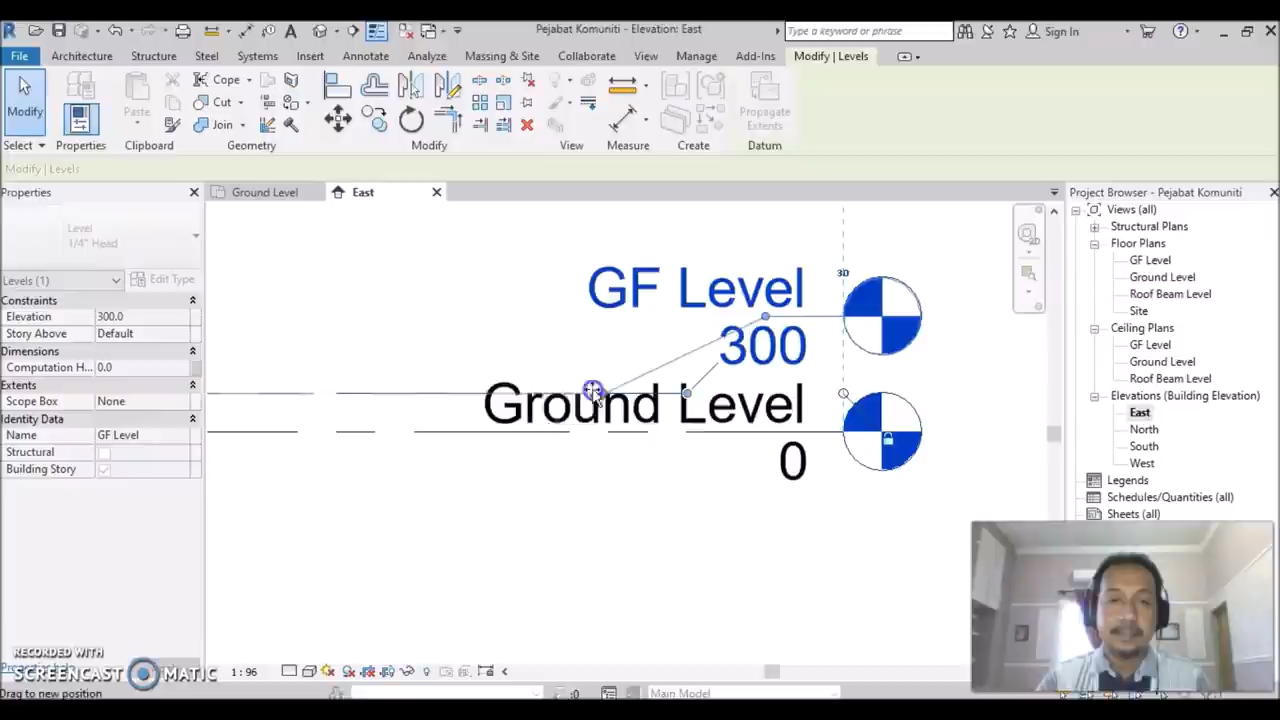 Pejabat Komuniti - Elevation: East
Type a keyword or phrase
Sign In
File Architecture Structure Steel Systems Insert Annotate Analyze Massing & Site Collaborate View Manage Add-Ins Modify | Levels
Modify Paste Cope Cut Join Propagate Extents
Select Properties Clipboard Geometry Modify View Measure Create Datum
Modify | Levels
Properties
Ground Level
East
Project Browser - Pejabat Komuniti
Level
1/4" Head
Levels (1)
Edit Type
Constraints
Elevation 300.0
Story Above Default
Dimensions
Computation H... 0.0
Extents
Scope Box None
Identity Data
Name GF Level
Structural
Building Story
GF Level
300
Ground Level
0
3D
2D
Views (all)
Structural Plans
Floor Plans
GF Level
Ground Level
Roof Beam Level
Site
Ceiling Plans
GF Level
Ground Level
Roof Beam Level
Elevations (Building Elevation)
East
North
South
West
Legends
Schedules/Quantities (all)
Sheets (all)
RECORDED WITH
SCREENCAST MATIC
1 : 96
Drag to new position
:0
Main Model